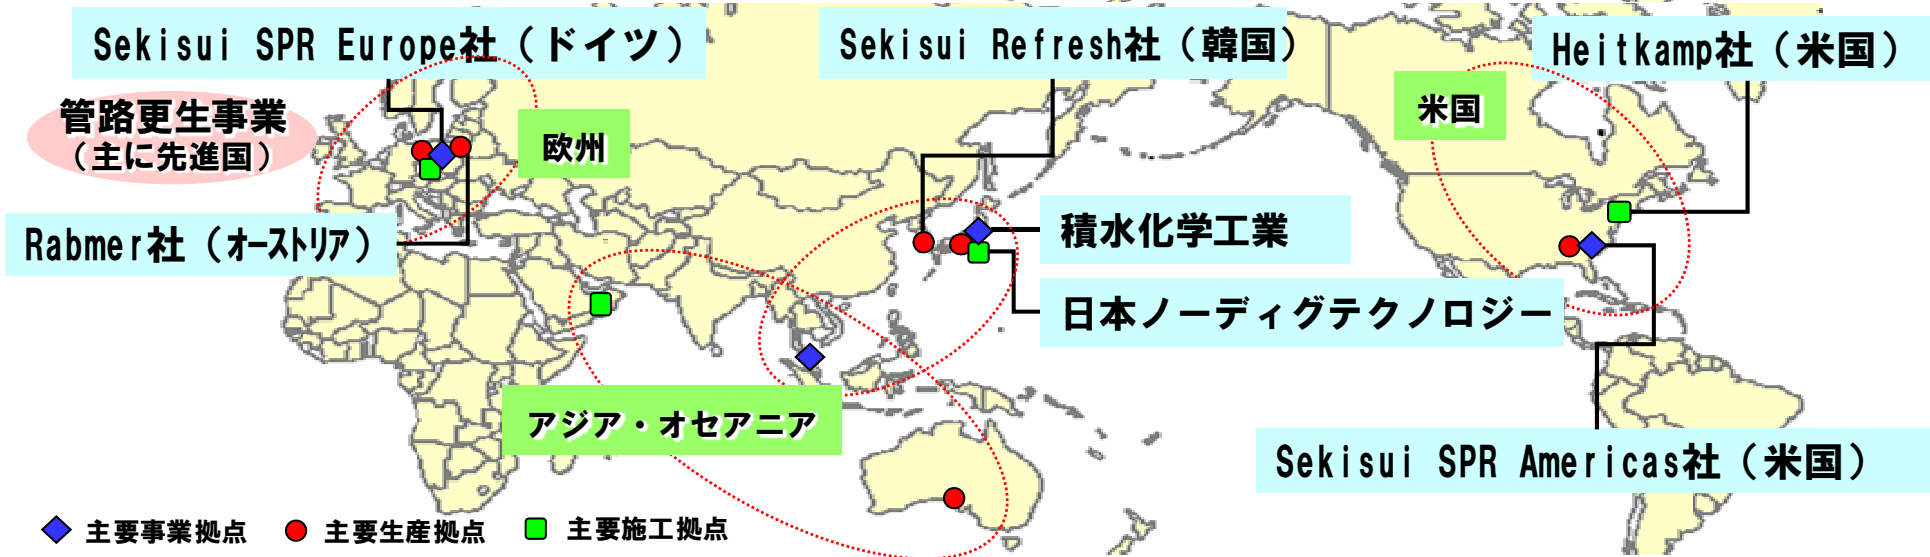 Sekisui SPR Europe社（ドイツ）
Sekisui Refresh社（韓国）
Heitkamp社（米国）
管路更生事業
（主に先進国）
欧州
米国
Rabmer社（オーストリア）
積水化学工業
日本ノーディグテクノロジー
アジア・オセアニア
Sekisui SPR Americas社（米国）
主要事業拠点
主要生産拠点
主要施工拠点